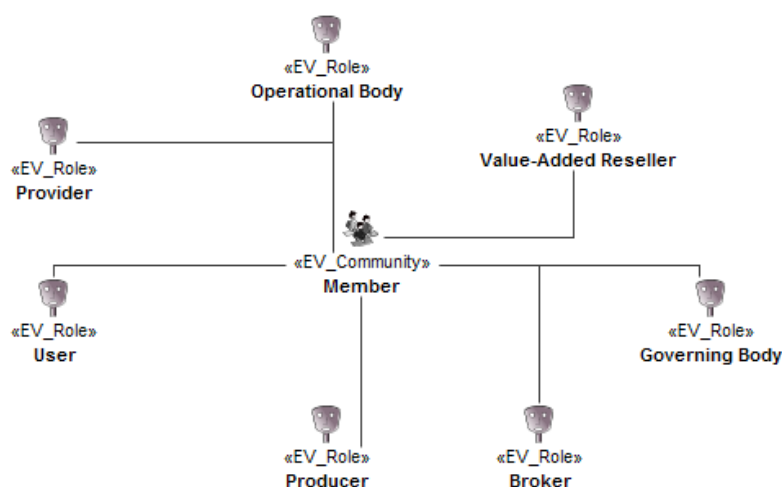 «EV_Role»
Operational Body
«EV_Role»
Value-Added Reseller
«EV_Role»
Provider
«EV_Community»
Member
«EV_Role»
User
«EV_Role»
Governing Body
«EV_Role»
Producer
«EV_Role»
Broker